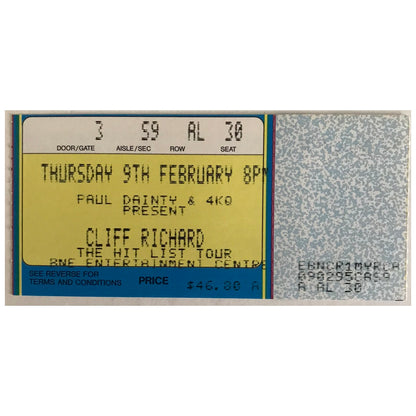 3 59 AL 30
DOOR/GATE AISLE/SEC ROW SEAT
THURSDAY 9TH FEBRUARY 8PM
PAUL DAINTY & 4KQ
PRESENT
CLIFF RICHARD
THE HIT LIST TOUR
BNE ENTERTAINMENT CENTRE
SEE REVERSE FOR
TERMS AND CONDITIONS
PRICE
$46.80 A
090295CASA
A AL 30